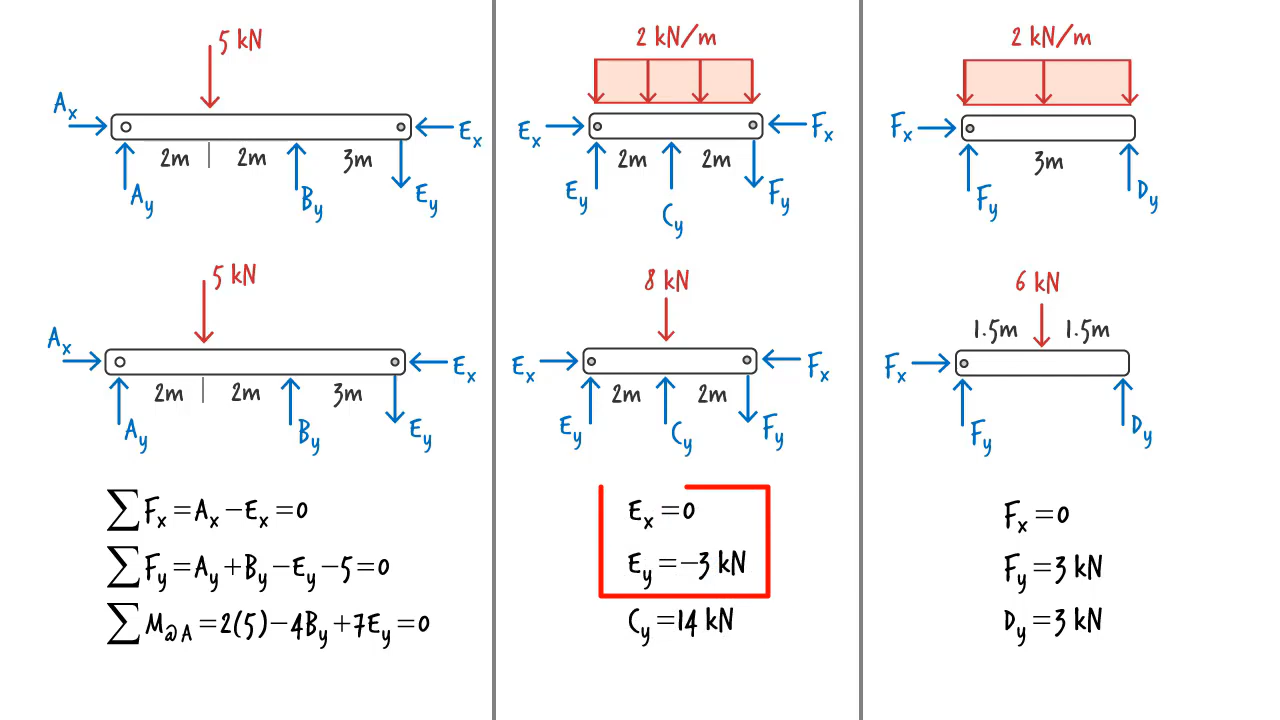 5 kN
A_x
E_x
2m 2m 3m
A_y B_y E_y
5 kN
A_x
E_x
2m 2m 3m
A_y B_y E_y
∑ F_x = A_x − E_x = 0
∑ F_y = A_y + B_y − E_y − 5 = 0
∑ M_@A = 2(5) − 4B_y + 7E_y = 0
2 kN/m
E_x F_x
2m 2m
E_y C_y F_y
8 kN
E_x F_x
2m 2m
E_y C_y F_y
E_x = 0
E_y = −3 kN
C_y = 14 kN
2 kN/m
F_x
3m
F_y D_y
6 kN
1.5m 1.5m
F_x
F_y D_y
F_x = 0
F_y = 3 kN
D_y = 3 kN